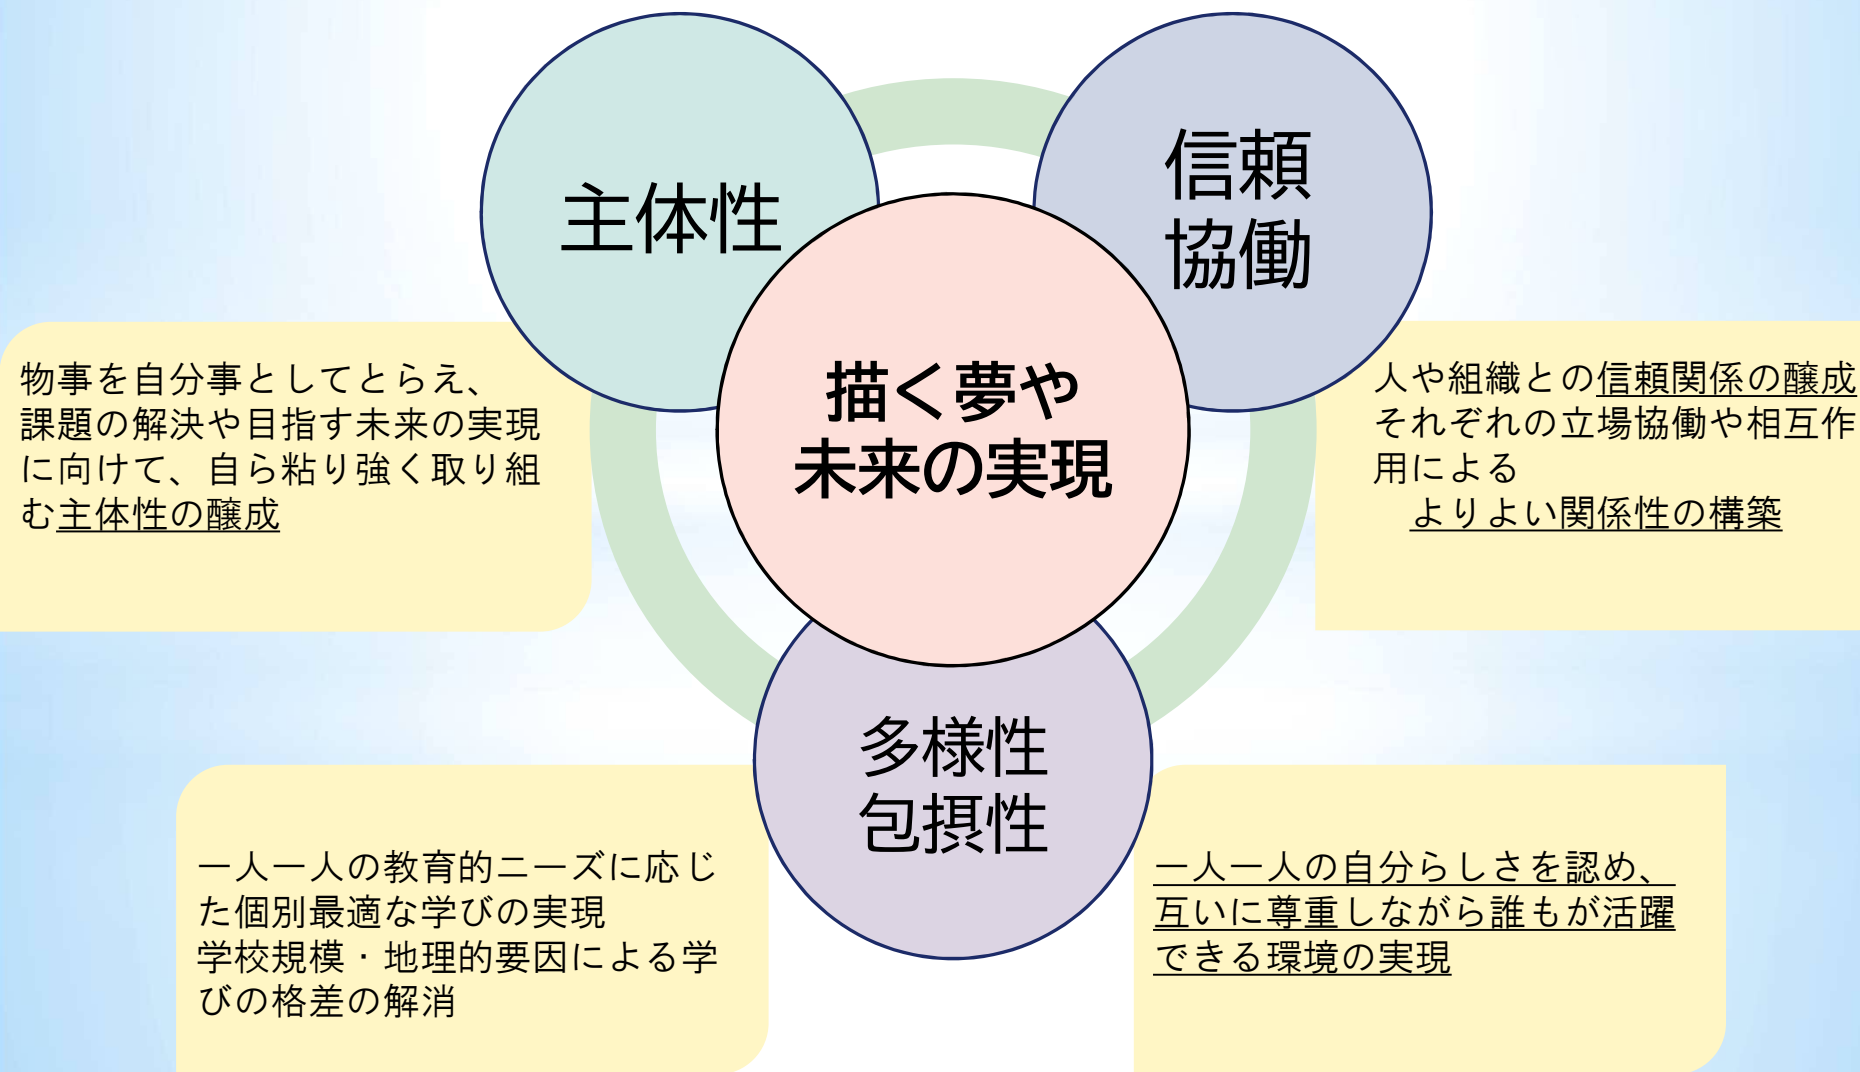 主体性
信頼
協働
描く夢や
未来の実現
物事を自分事としてとらえ、
課題の解決や目指す未来の実現
に向けて、自ら粘り強く取り組
む主体性の醸成
人や組織との信頼関係の醸成
それぞれの立場協働や相互作
用による
よりよい関係性の構築
多様性
包摂性
一人一人の教育的ニーズに応じ
た個別最適な学びの実現
学校規模・地理的要因による学
びの格差の解消
一人一人の自分らしさを認め、
互いに尊重しながら誰もが活躍
できる環境の実現